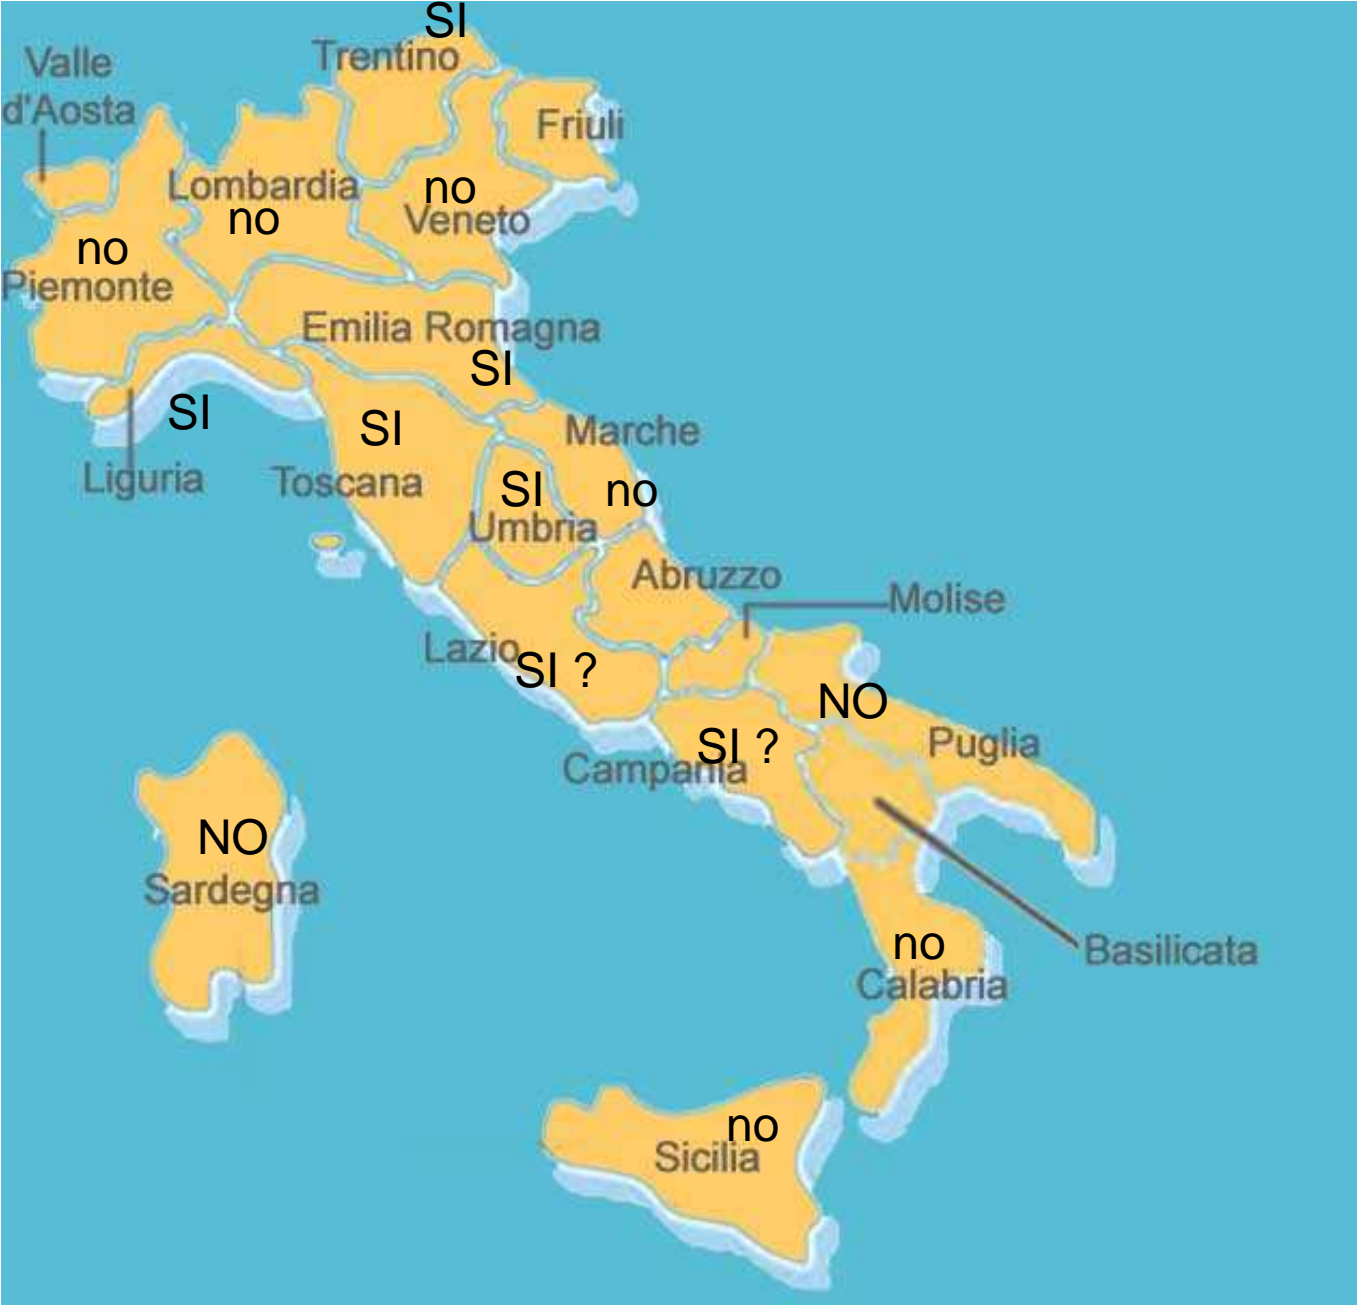 SI
Trentino
Valle
d'Aosta
Friuli
Lombardia
no
no
Veneto
no
Piemonte
Emilia Romagna
SI
SI
Liguria
SI
Toscana
Marche
no
SI
Umbria
Abruzzo
Molise
Lazio
SI ?
NO
Puglia
SI ?
Campania
NO
Sardegna
Basilicata
no
Calabria
no
Sicilia